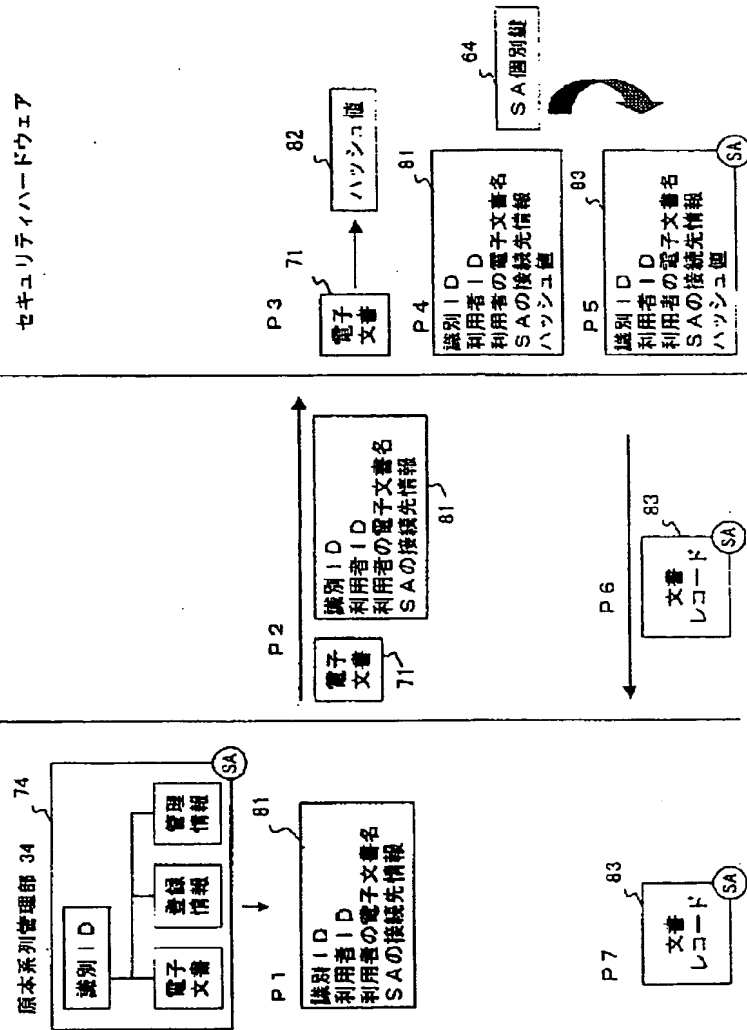 原本系列管理部 34
74
識別ID
電子
文書
登録
情報
管理
情報
SA
P1
81
識別ID
利用者ID
利用者の電子文書名
SAの接続先情報
P7
83
文書
レコード
SA
P2
電子
文書
71
識別ID
利用者ID
利用者の電子文書名
SAの接続先情報
81
P6
83
文書
レコード
SA
セキュリティハードウェア
P3
71
電子
文書
82
ハッシュ値
P4
81
識別ID
利用者ID
利用者の電子文書名
SAの接続先情報
ハッシュ値
64
SA個別鍵
P5
83
識別ID
利用者ID
利用者の電子文書名
SAの接続先情報
ハッシュ値
SA